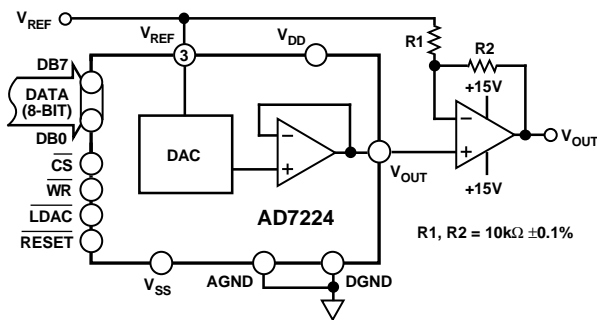 VREF
VREF
3
VDD
R1
R2
DB7
DATA
(8-BIT)
DB0
+15V
DAC
VOUT
VOUT
CS
WR
LDAC
RESET
+15V
AD7224
R1, R2 = 10kΩ ±0.1%
VSS
AGND
DGND